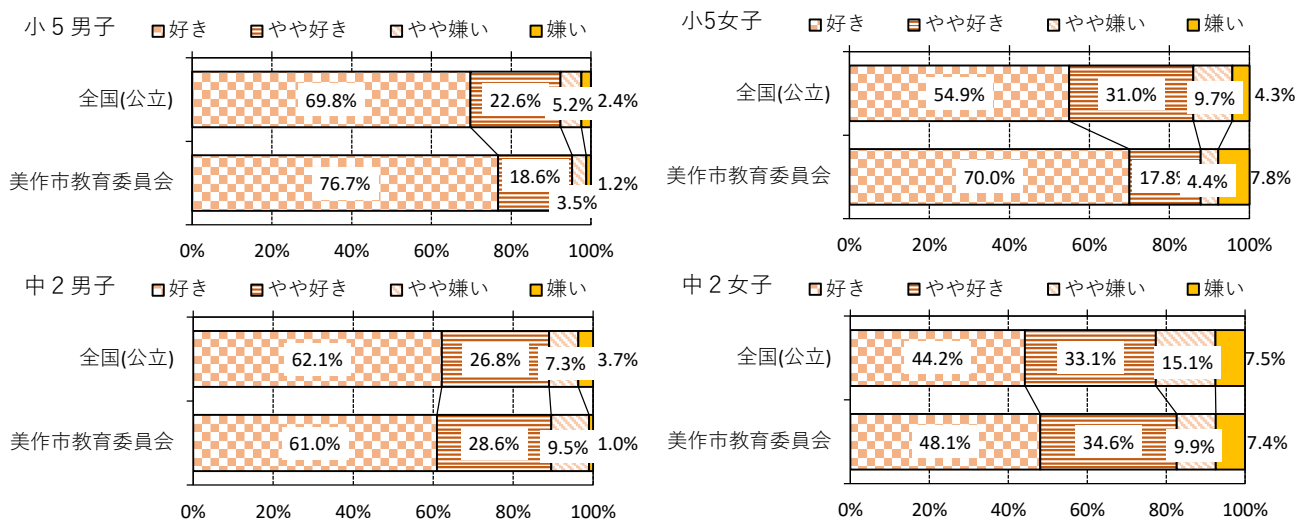 小5男子 好き やや好き やや嫌い 嫌い
全国(公立) 69.8% 22.6% 5.2% 2.4%
美作市教育委員会 76.7% 18.6% 3.5% 1.2%
0% 20% 40% 60% 80% 100%
小5女子 好き やや好き やや嫌い 嫌い
全国(公立) 54.9% 31.0% 9.7% 4.3%
美作市教育委員会 70.0% 17.8% 4.4% 7.8%
0% 20% 40% 60% 80% 100%
中2男子 好き やや好き やや嫌い 嫌い
全国(公立) 62.1% 26.8% 7.3% 3.7%
美作市教育委員会 61.0% 28.6% 9.5% 1.0%
0% 20% 40% 60% 80% 100%
中2女子 好き やや好き やや嫌い 嫌い
全国(公立) 44.2% 33.1% 15.1% 7.5%
美作市教育委員会 48.1% 34.6% 9.9% 7.4%
0% 20% 40% 60% 80% 100%